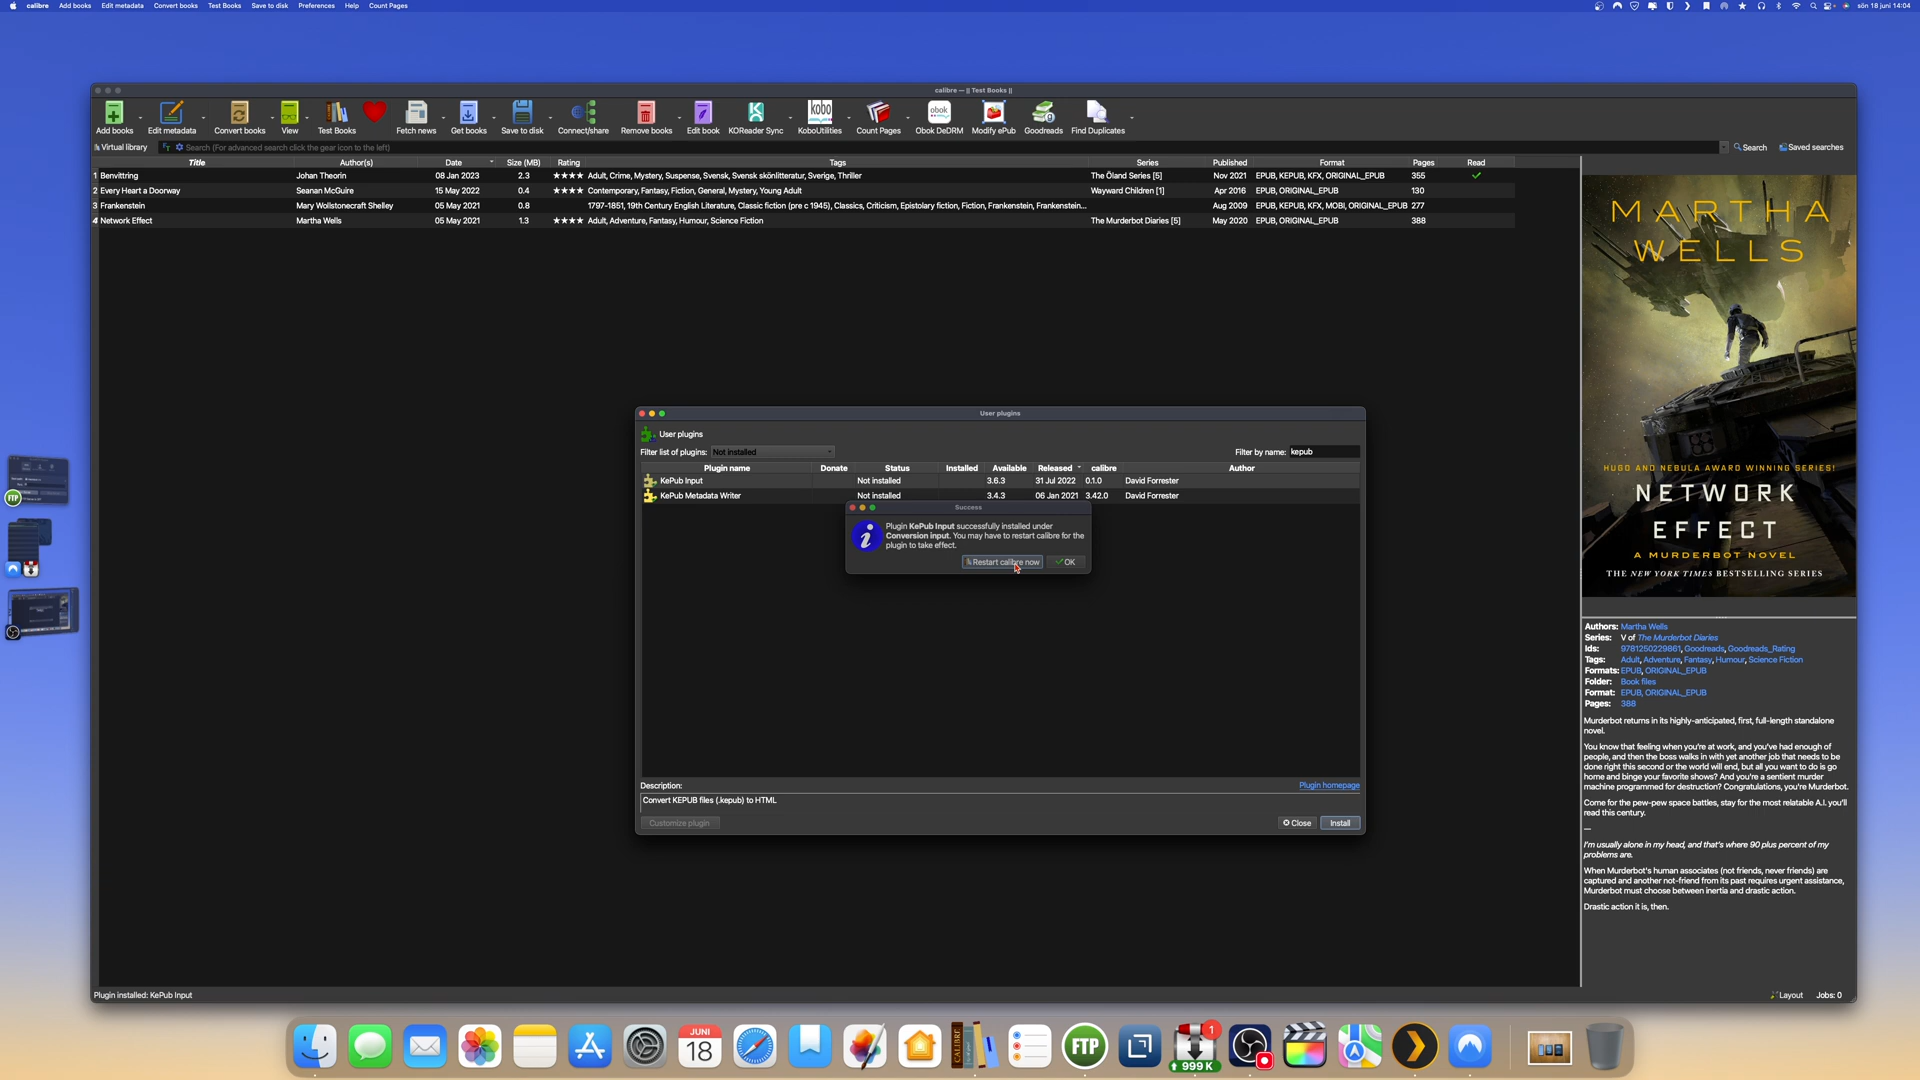 calibre Add books Edit metadata Convert books Test Books Save to disk Preferences Help Count Pages
sön 18 juni 14:04
calibre — || Test Books ||
Add books Edit metadata Convert books View Test Books Fetch news Get books Save to disk Connect/share Remove books Edit book KOReader Sync KoboUtilities Count Pages Obok DeDRM Modify ePub Goodreads Find Duplicates
Virtual library Search (For advanced search click the gear icon to the left) Search Saved searches
Title Author(s) Date Size (MB) Rating Tags Series Published Format Pages Read
1 Benvittring Johan Theorin 08 Jan 2023 2.3 ★★★★ Adult, Crime, Mystery, Suspense, Svensk, Svensk skönlitteratur, Sverige, Thriller The Öland Series [5] Nov 2021 EPUB, KEPUB, KFX, ORIGINAL_EPUB 355
2 Every Heart a Doorway Seanan McGuire 15 May 2022 0.4 ★★★★ Contemporary, Fantasy, Fiction, General, Mystery, Young Adult Wayward Children [1] Apr 2016 EPUB, ORIGINAL_EPUB 130
3 Frankenstein Mary Wollstonecraft Shelley 05 May 2021 0.8 1797-1851, 19th Century English Literature, Classic fiction (pre c 1945), Classics, Criticism, Epistolary fiction, Fiction, Frankenstein, Frankenstein... Aug 2009 EPUB, KEPUB, KFX, MOBI, ORIGINAL_EPUB 277
4 Network Effect Martha Wells 05 May 2021 1.3 ★★★★ Adult, Adventure, Fantasy, Humour, Science Fiction The Murderbot Diaries [5] May 2020 EPUB, ORIGINAL_EPUB 388
MARTHA
WELLS
HUGO AND NEBULA AWARD WINNING SERIES!
NETWORK
EFFECT
A MURDERBOT NOVEL
THE NEW YORK TIMES BESTSELLING SERIES
User plugins
User plugins
Filter list of plugins: Not installed Filter by name: kepub
Plugin name Donate Status Installed Available Released calibre Author
KePub Input Not installed 3.6.3 31 Jul 2022 0.1.0 David Forrester
KePub Metadata Writer Not installed 3.4.3 06 Jan 2021 3.42.0 David Forrester
Success
Plugin KePub Input successfully installed under
Conversion input. You may have to restart calibre for the
plugin to take effect.
Restart calibre now OK
Description: Plugin homepage
Convert KEPUB files (.kepub) to HTML
Customize plugin Close Install
Authors: Martha Wells
Series: V of The Murderbot Diaries
Ids: 9781250229861, Goodreads, Goodreads_Rating
Tags: Adult, Adventure, Fantasy, Humour, Science Fiction
Formats: EPUB, ORIGINAL_EPUB
Folder: Book files
Format: EPUB, ORIGINAL_EPUB
Pages: 388
Murderbot returns in its highly-anticipated, first, full-length standalone
novel.
You know that feeling when you're at work, and you've had enough of
people, and then the boss walks in with yet another job that needs to be
done right this second or the world will end, but all you want to do is go
home and binge your favorite shows? And you're a sentient murder
machine programmed for destruction? Congratulations, you're Murderbot.
Come for the pew-pew space battles, stay for the most relatable A.I. you'll
read this century.
—
I'm usually alone in my head, and that's where 90 plus percent of my
problems are.
When Murderbot's human associates (not friends, never friends) are
captured and another not-friend from its past requires urgent assistance,
Murderbot must choose between inertia and drastic action.
Drastic action it is, then.
Plugin installed: KePub Input Layout Jobs: 0
FTP
JUNI
18
CALIBRE
FTP
1
999 K